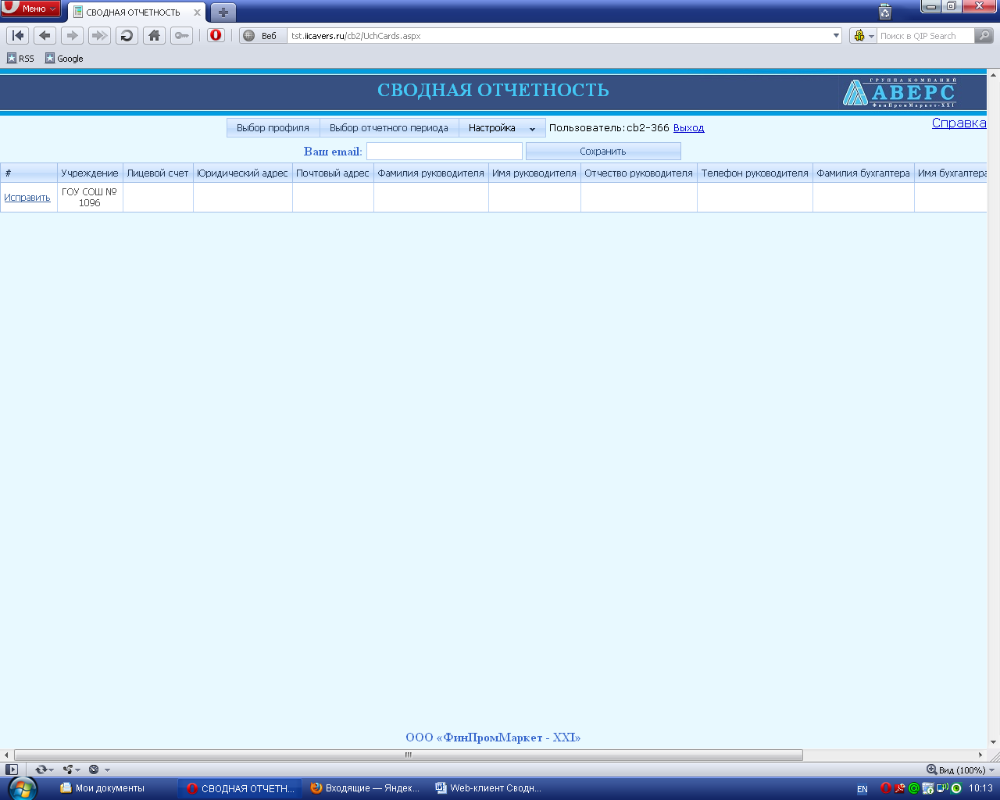 Меню
СВОДНАЯ ОТЧЕТНОСТЬ
Веб
tst.iicavers.ru/cb2/UchCards.aspx
Поиск в QIP Search
RSS
Google
СВОДНАЯ ОТЧЕТНОСТЬ
ГРУППА КОМПАНИЙ
АВЕРС
ФинПромМаркет-XXI
Выбор профиля
Выбор отчетного периода
Настройка
Пользователь:cb2-366 Выход
Справка
Ваш email:
Сохранить
# Учреждение Лицевой счет Юридический адрес Почтовый адрес Фамилия руководителя Имя руководителя Отчество руководителя Телефон руководителя Фамилия бухгалтера Имя бухгалтера
Исправить
ГОУ СОШ №
1096
ООО «ФинПромМаркет - XXI»
Вид (100%)
Мои документы
СВОДНАЯ ОТЧЕТН...
Входящие — Яндек...
Web-клиент Сводн...
EN
10:13